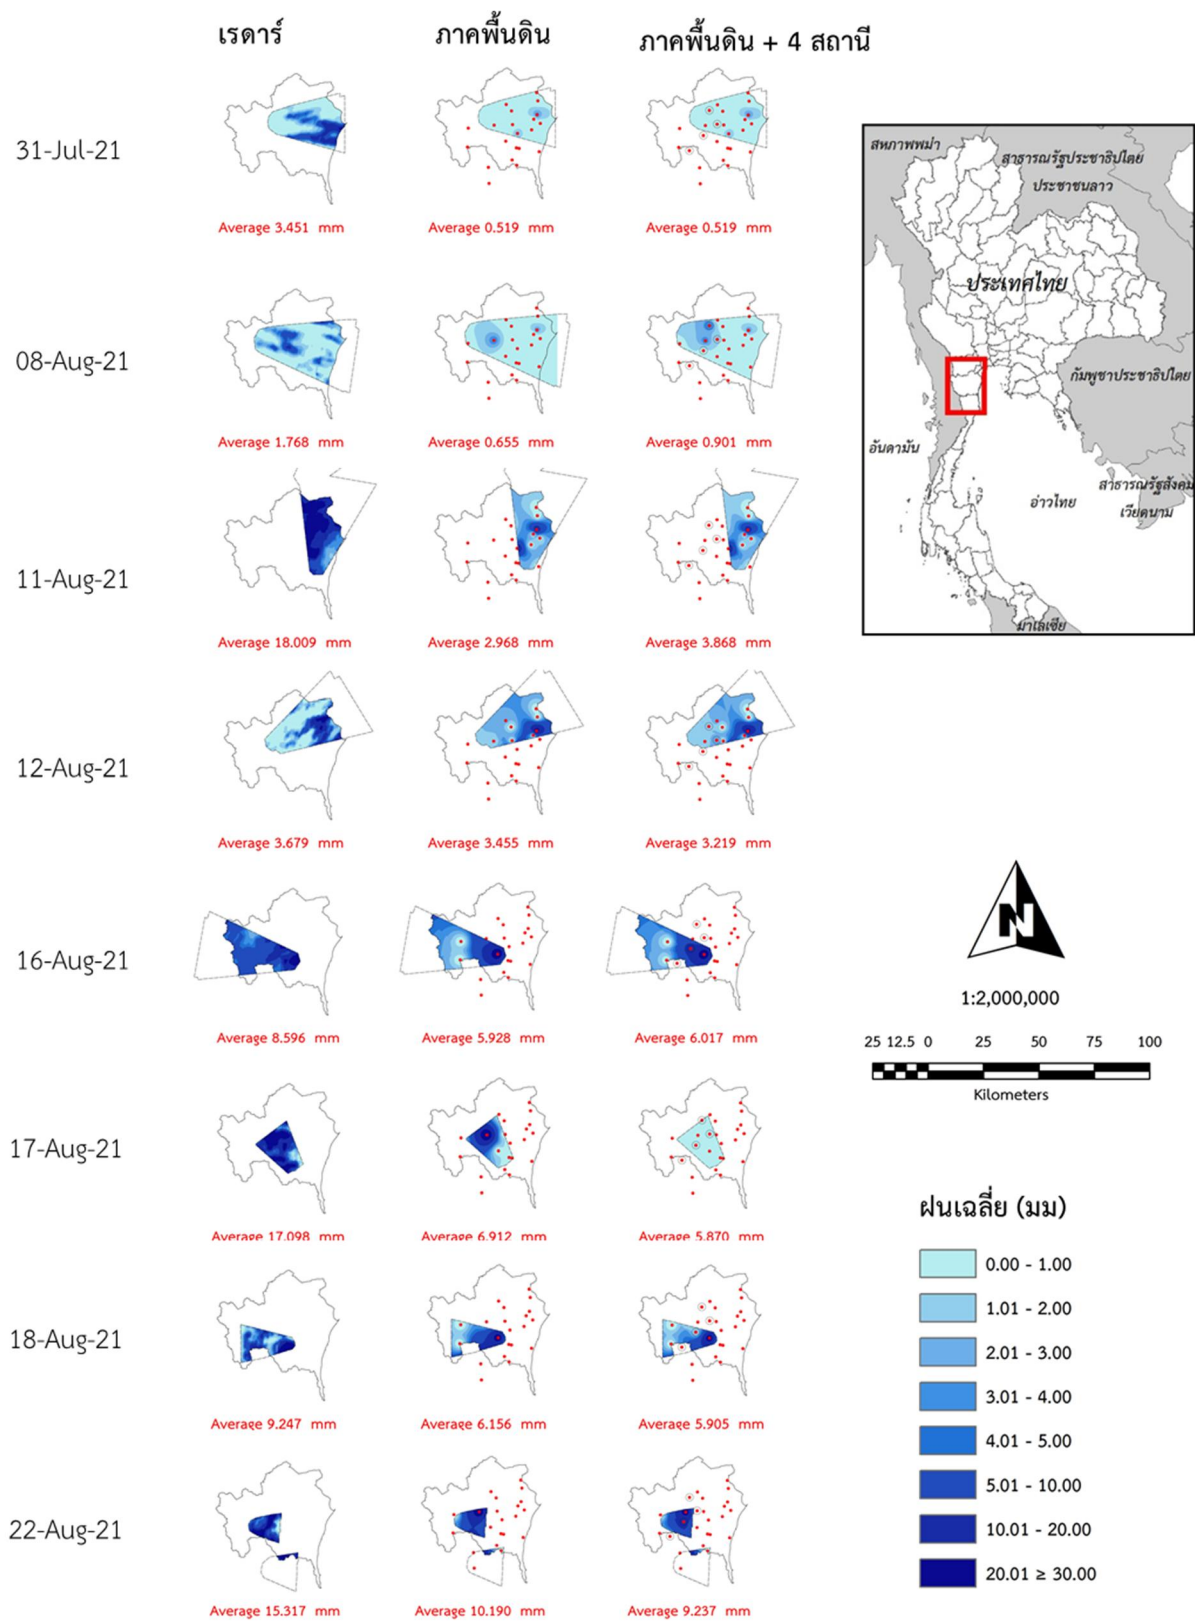 เรดาร์
ภาคพื้นดิน
ภาคพื้นดิน + 4 สถานี
31-Jul-21
Average 3.451 mm
Average 0.519 mm
Average 0.519 mm
08-Aug-21
Average 1.768 mm
Average 0.655 mm
Average 0.901 mm
11-Aug-21
Average 18.009 mm
Average 2.968 mm
Average 3.868 mm
12-Aug-21
Average 3.679 mm
Average 3.455 mm
Average 3.219 mm
16-Aug-21
Average 8.596 mm
Average 5.928 mm
Average 6.017 mm
17-Aug-21
Average 17.098 mm
Average 6.912 mm
Average 5.870 mm
18-Aug-21
Average 9.247 mm
Average 6.156 mm
Average 5.905 mm
22-Aug-21
Average 15.317 mm
Average 10.190 mm
Average 9.237 mm
สหภาพพม่า
สาธารณรัฐประชาธิปไตย
ประชาชนลาว
ประเทศไทย
กัมพูชาประชาธิปไตย
อันดามัน
อ่าวไทย
สาธารณรัฐสังคม
เวียดนาม
มาเลเซีย
N
1:2,000,000
25 12.5 0 25 50 75 100
Kilometers
ฝนเฉลี่ย (มม)
0.00 - 1.00
1.01 - 2.00
2.01 - 3.00
3.01 - 4.00
4.01 - 5.00
5.01 - 10.00
10.01 - 20.00
20.01 ≥ 30.00